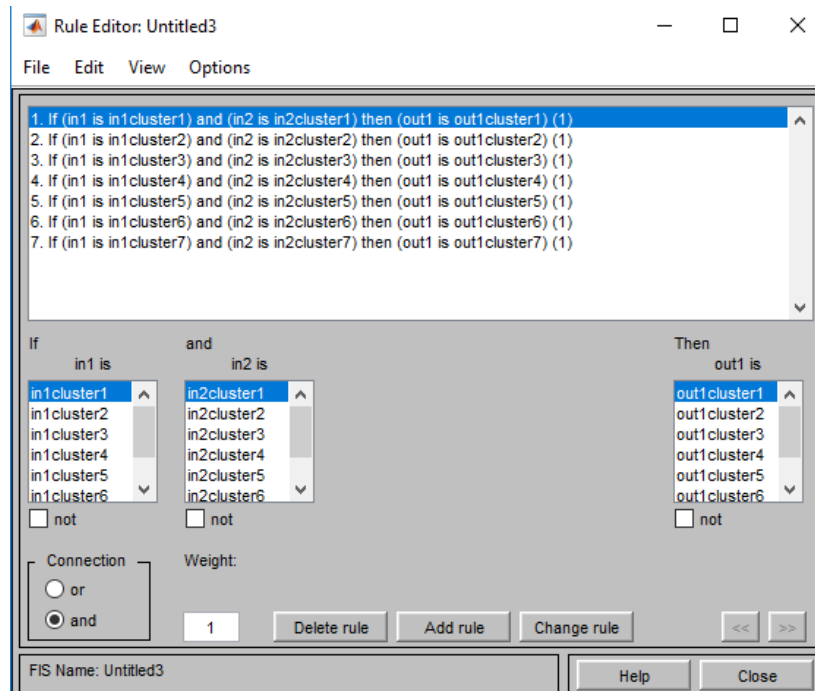 Rule Editor: Untitled3
File Edit View Options
1. If (in1 is in1cluster1) and (in2 is in2cluster1) then (out1 is out1cluster1) (1)
2. If (in1 is in1cluster2) and (in2 is in2cluster2) then (out1 is out1cluster2) (1)
3. If (in1 is in1cluster3) and (in2 is in2cluster3) then (out1 is out1cluster3) (1)
4. If (in1 is in1cluster4) and (in2 is in2cluster4) then (out1 is out1cluster4) (1)
5. If (in1 is in1cluster5) and (in2 is in2cluster5) then (out1 is out1cluster5) (1)
6. If (in1 is in1cluster6) and (in2 is in2cluster6) then (out1 is out1cluster6) (1)
7. If (in1 is in1cluster7) and (in2 is in2cluster7) then (out1 is out1cluster7) (1)
If and Then
in1 is in2 is out1 is
in1cluster1 in2cluster1 out1cluster1
in1cluster2 in2cluster2 out1cluster2
in1cluster3 in2cluster3 out1cluster3
in1cluster4 in2cluster4 out1cluster4
in1cluster5 in2cluster5 out1cluster5
in1cluster6 in2cluster6 out1cluster6
not not not
Connection Weight:
or
and 1 Delete rule Add rule Change rule << >>
FIS Name: Untitled3 Help Close